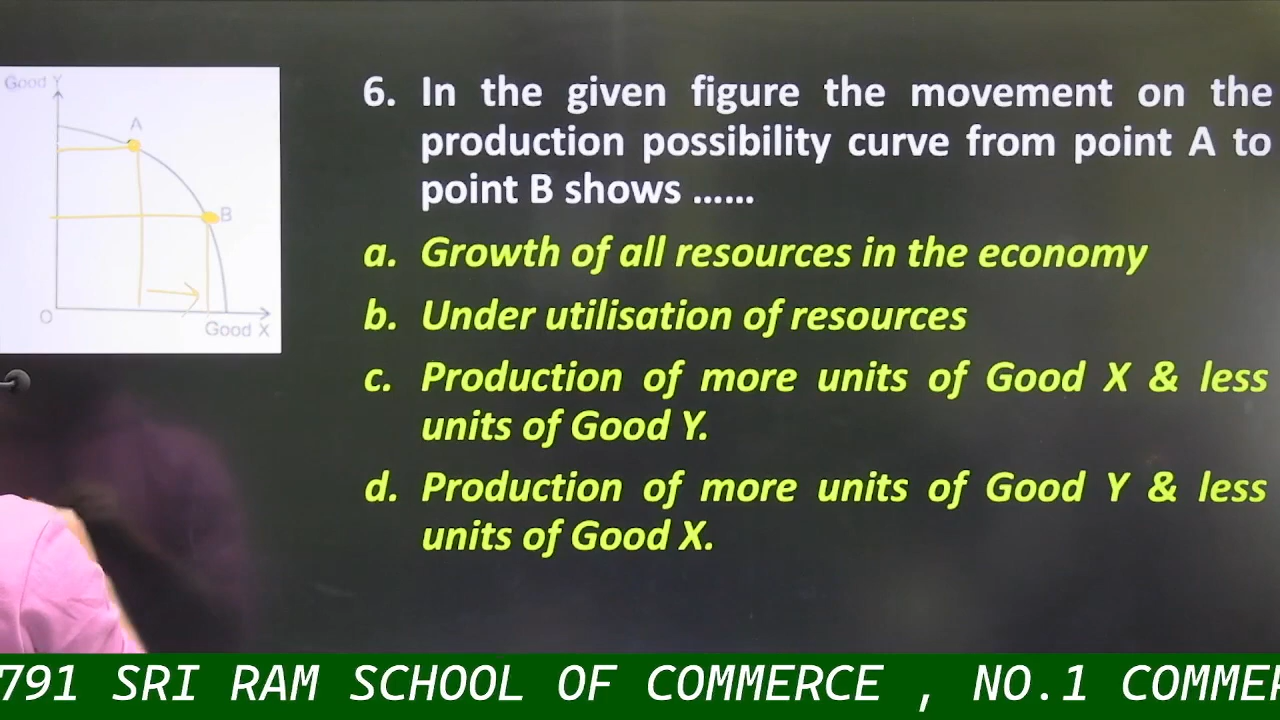 Good Y
A
B
O
Good X
6. In the given figure the movement on the
production possibility curve from point A to
point B shows ......
a. Growth of all resources in the economy
b. Under utilisation of resources
c. Production of more units of Good X & less
units of Good Y.
d. Production of more units of Good Y & less
units of Good X.
791 SRI RAM SCHOOL OF COMMERCE , NO.1